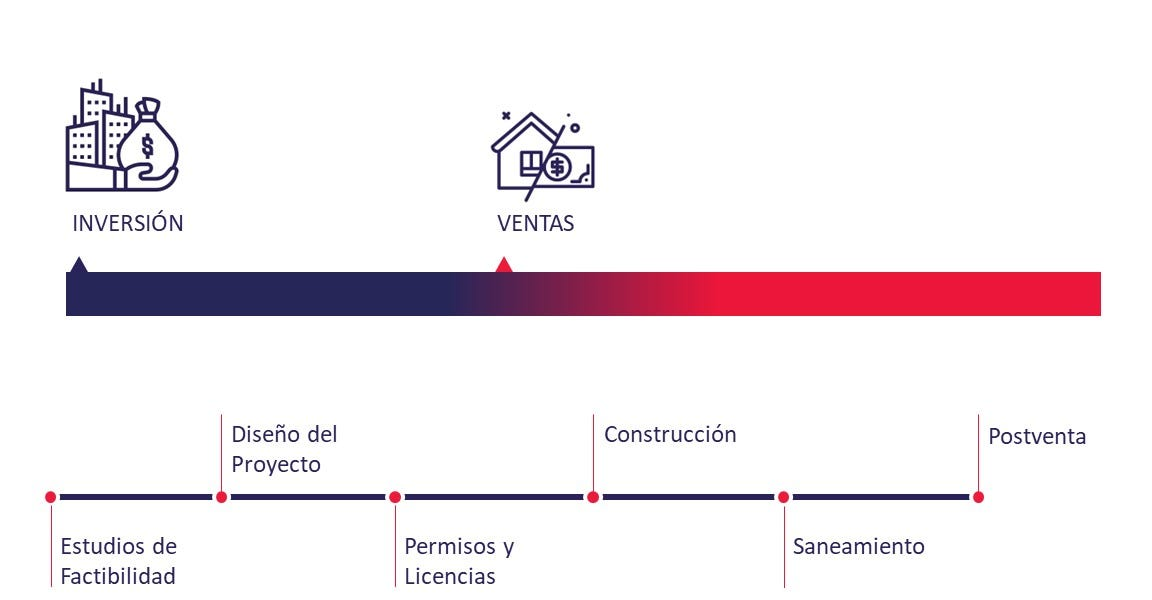 INVERSIÓN
VENTAS
Diseño del
Proyecto
Construcción
Postventa
Estudios de
Factibilidad
Permisos y
Licencias
Saneamiento